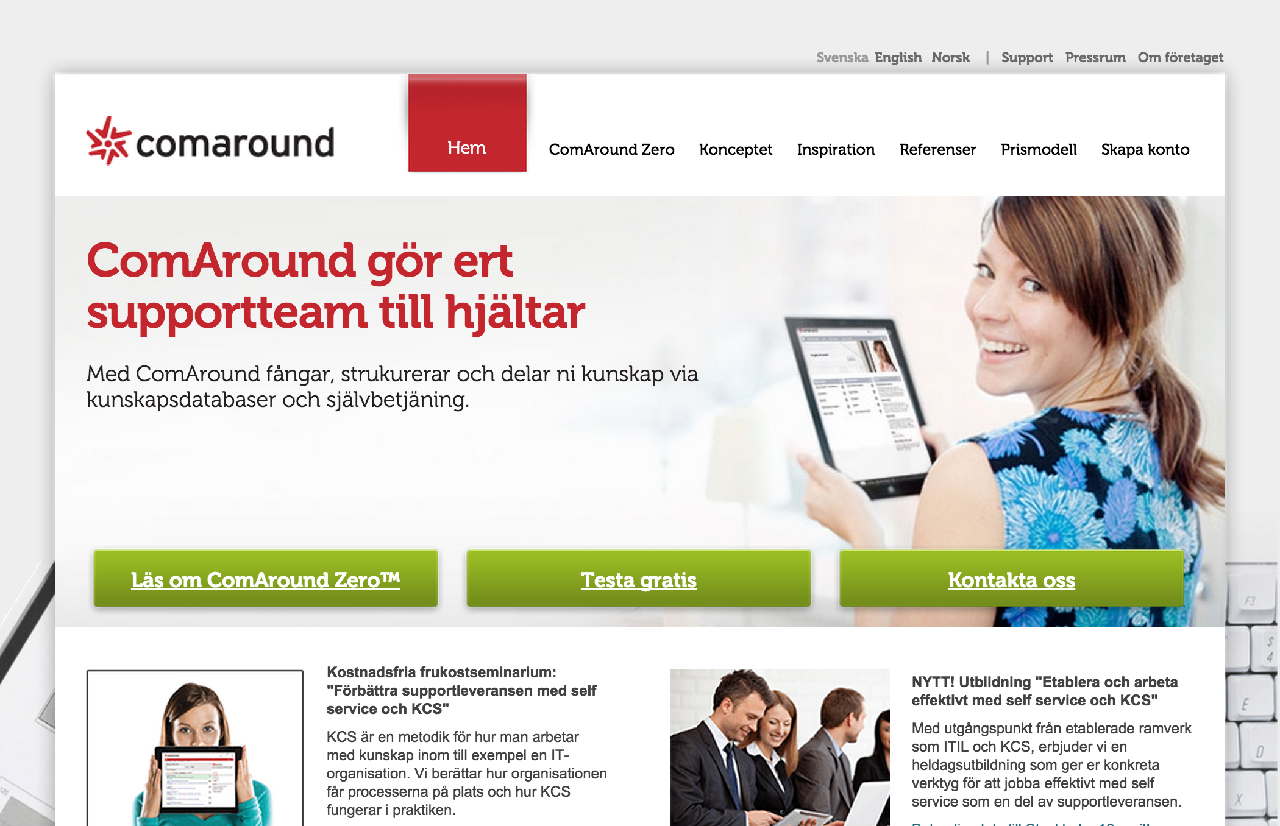 Svenska English Norsk | Support Pressrum Om företaget
comaround
Hem ComAround Zero Konceptet Inspiration Referenser Prismodell Skapa konto
ComAround gör ert
supportteam till hjältar
Med ComAround fångar, strukurerar och delar ni kunskap via
kunskapsdatabaser och självbetjäning.
Läs om ComAround Zero™ Testa gratis Kontakta oss
Kostnadsfria frukostseminarium:
"Förbättra supportleveransen med self
service och KCS"
KCS är en metodik för hur man arbetar
med kunskap inom till exempel en IT-
organisation. Vi berättar hur organisationen
får processerna på plats och hur KCS
fungerar i praktiken.
NYTT! Utbildning "Etablera och arbeta
effektivt med self service och KCS"
Med utgångspunkt från etablerade ramverk
som ITIL och KCS, erbjuder vi en
heldagsutbildning som ger er konkreta
verktyg för att jobba effektivt med self
service som en del av supportleveransen.
F3
S
4
E
D
X